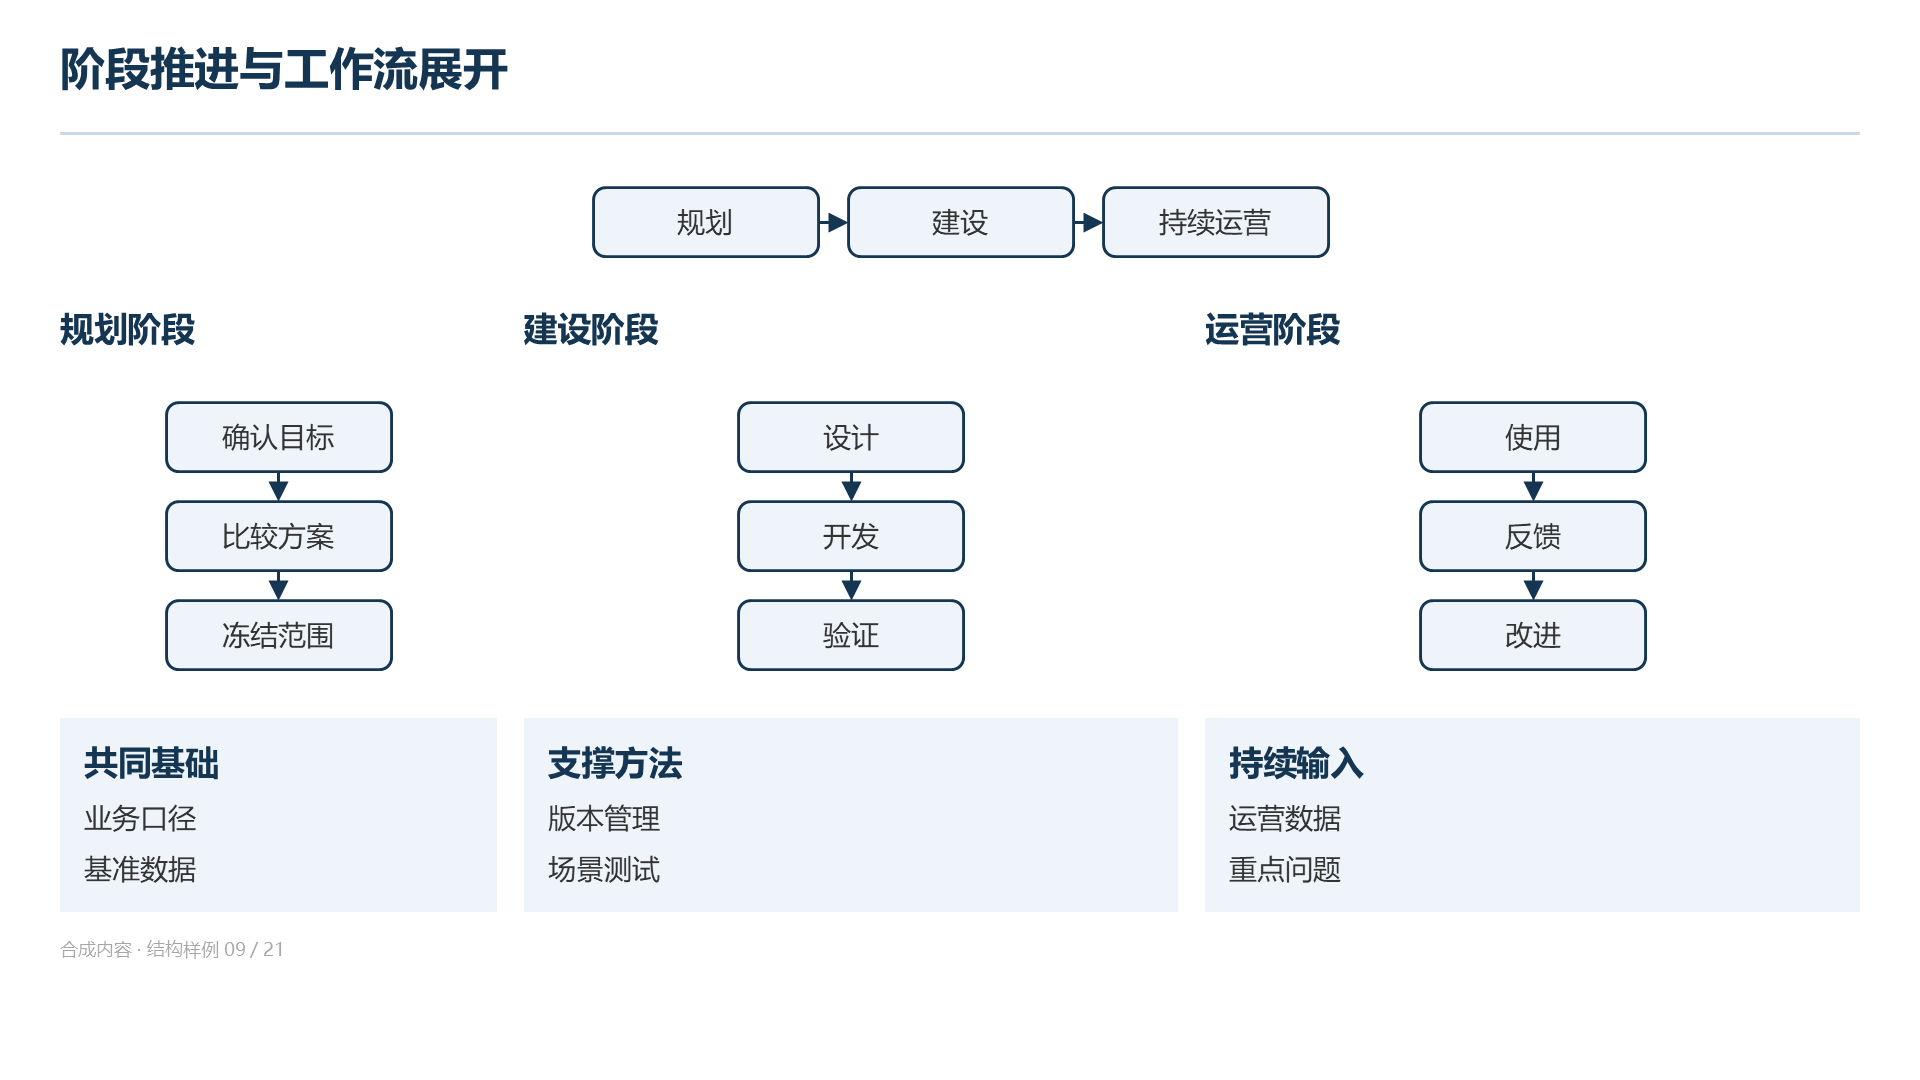 阶段推进与工作流展开
规划
建设
持续运营
规划阶段
确认目标
比较方案
冻结范围
建设阶段
设计
开发
验证
运营阶段
使用
反馈
改进
共同基础
业务口径
基准数据
支撑方法
版本管理
场景测试
持续输入
运营数据
重点问题
合成内容 · 结构样例 09 / 21